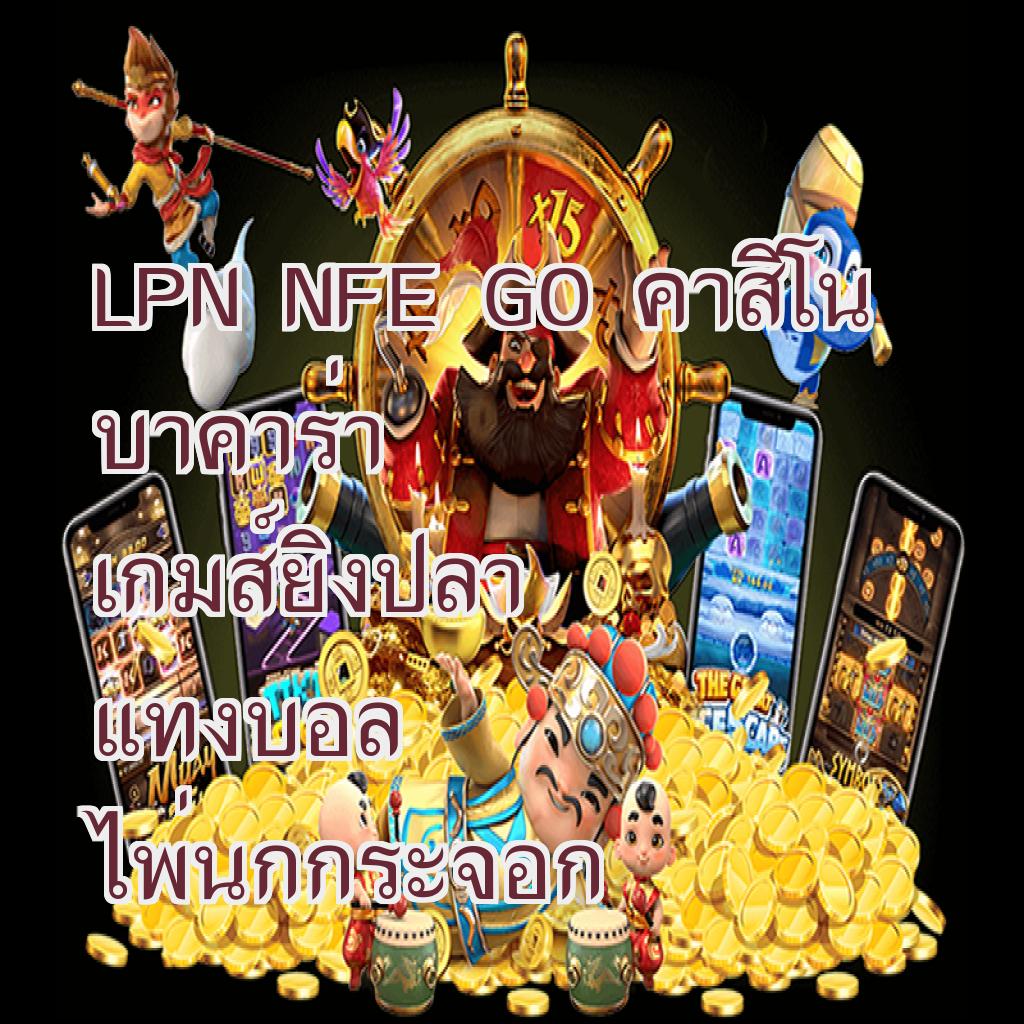 x15
LPN NFE GO คาสิโน
บาคาร่า
เกมส์ยิงปลา
แทงบอล
ไพ่นกกระจอก